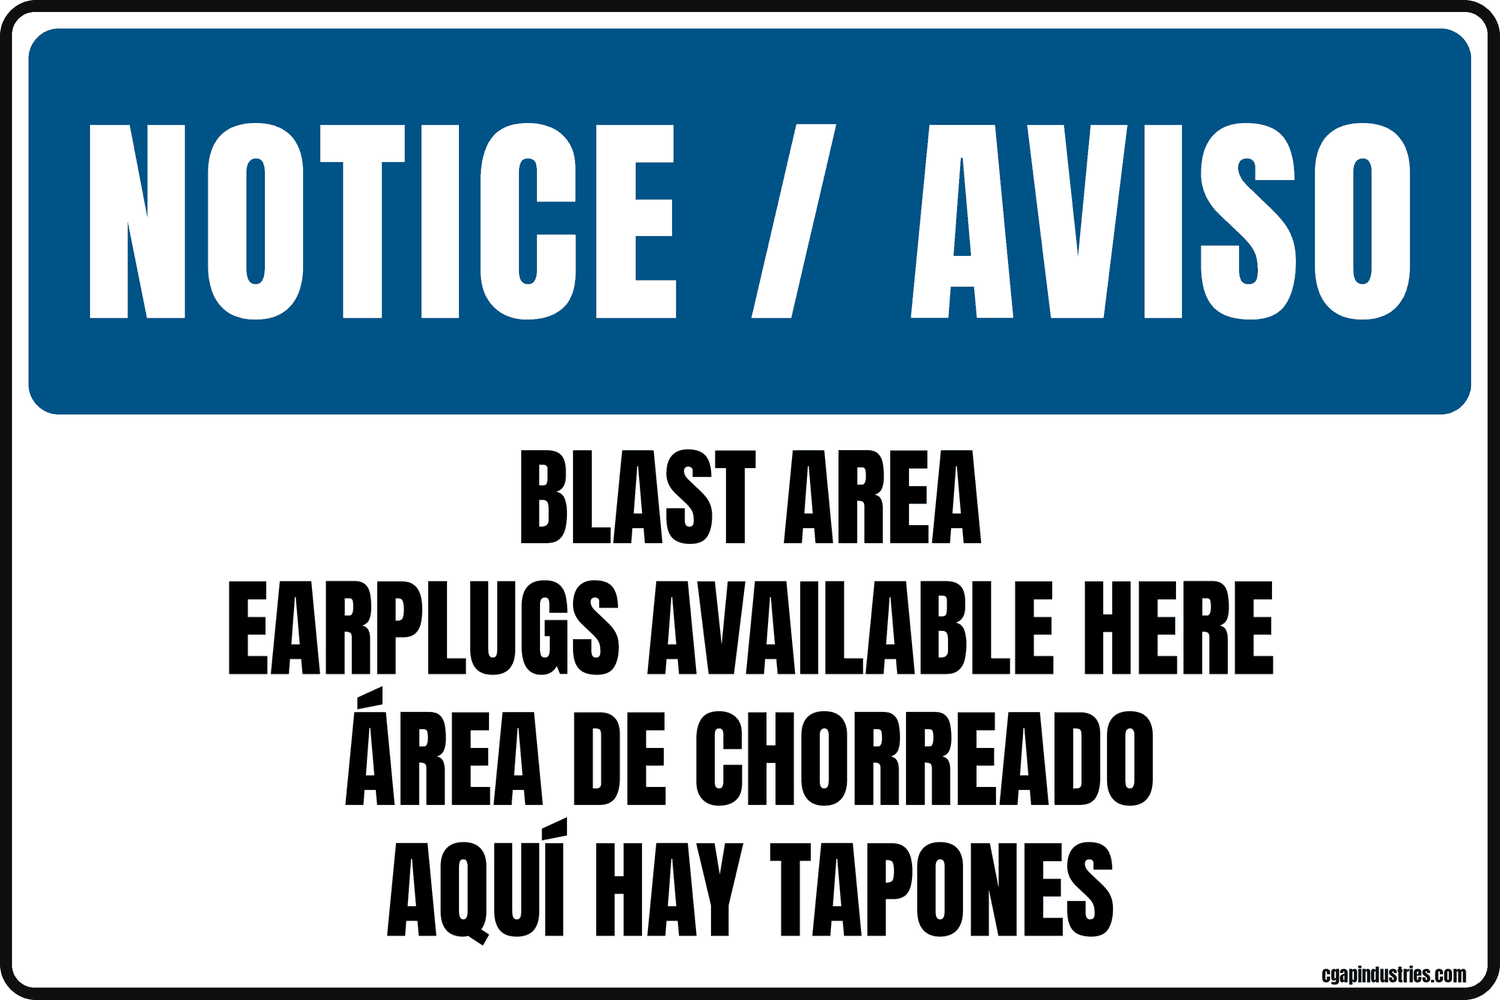 NOTICE / AVISO
BLAST AREA
EARPLUGS AVAILABLE HERE
ÁREA DE CHORREADO
AQUÍ HAY TAPONES
cgapindustries.com